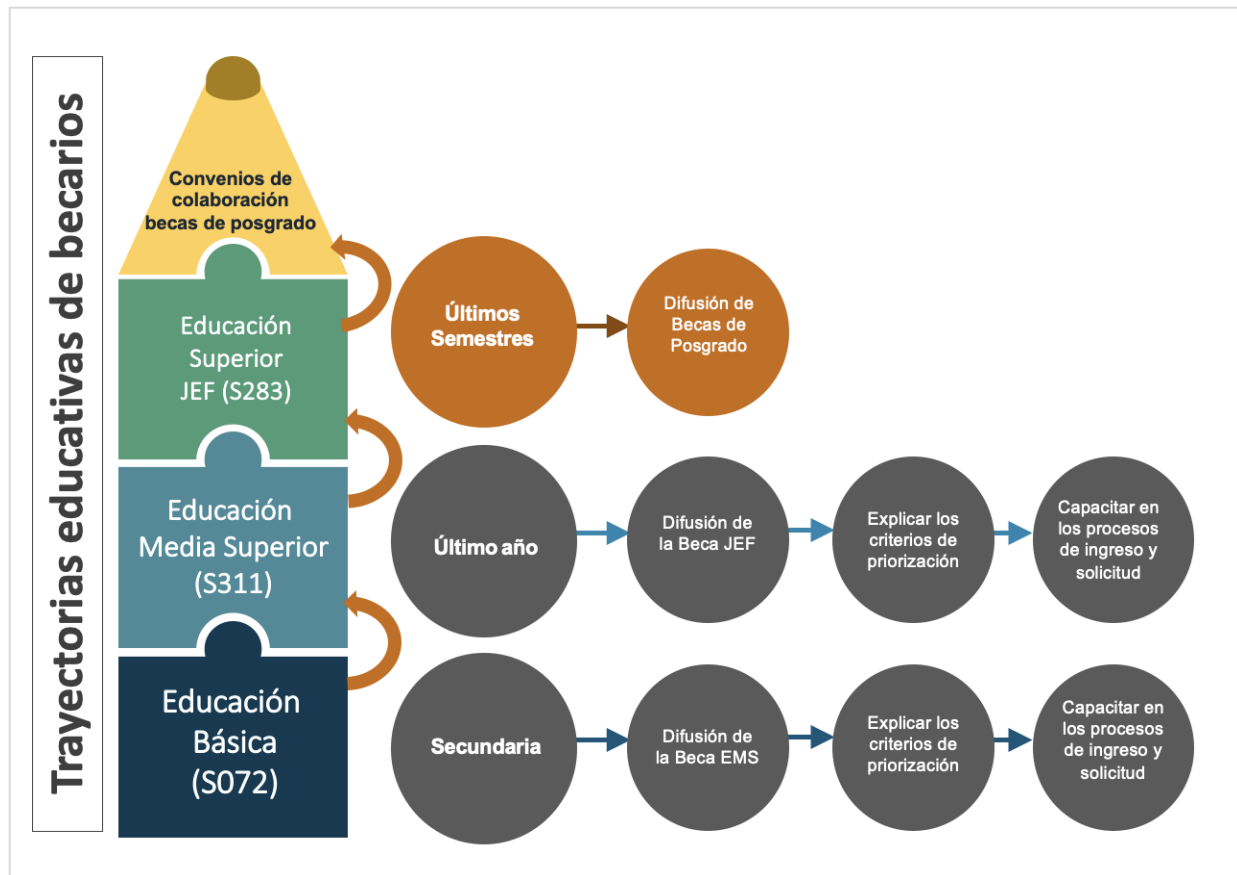 Trayectorias educativas de becarios
Convenios de
colaboración
becas de posgrado
Educación
Superior
JEF (S283)
Últimos
Semestres
Difusión de
Becas de
Posgrado
Educación
Media Superior
(S311)
Último año
Difusión de
la Beca JEF
Explicar los
criterios de
priorización
Capacitar en
los procesos
de ingreso y
solicitud
Educación
Básica
(S072)
Secundaria
Difusión de
la Beca EMS
Explicar los
criterios de
priorización
Capacitar en
los procesos
de ingreso y
solicitud